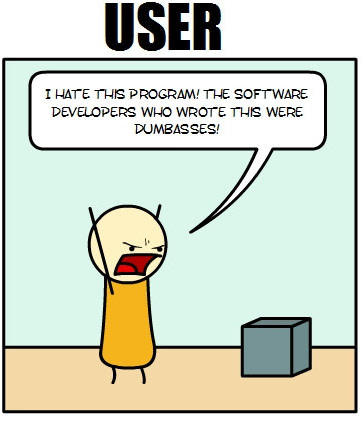 USER
I HATE THIS PROGRAM! THE SOFTWARE
DEVELOPERS WHO WROTE THIS WERE
DUMBASSES!